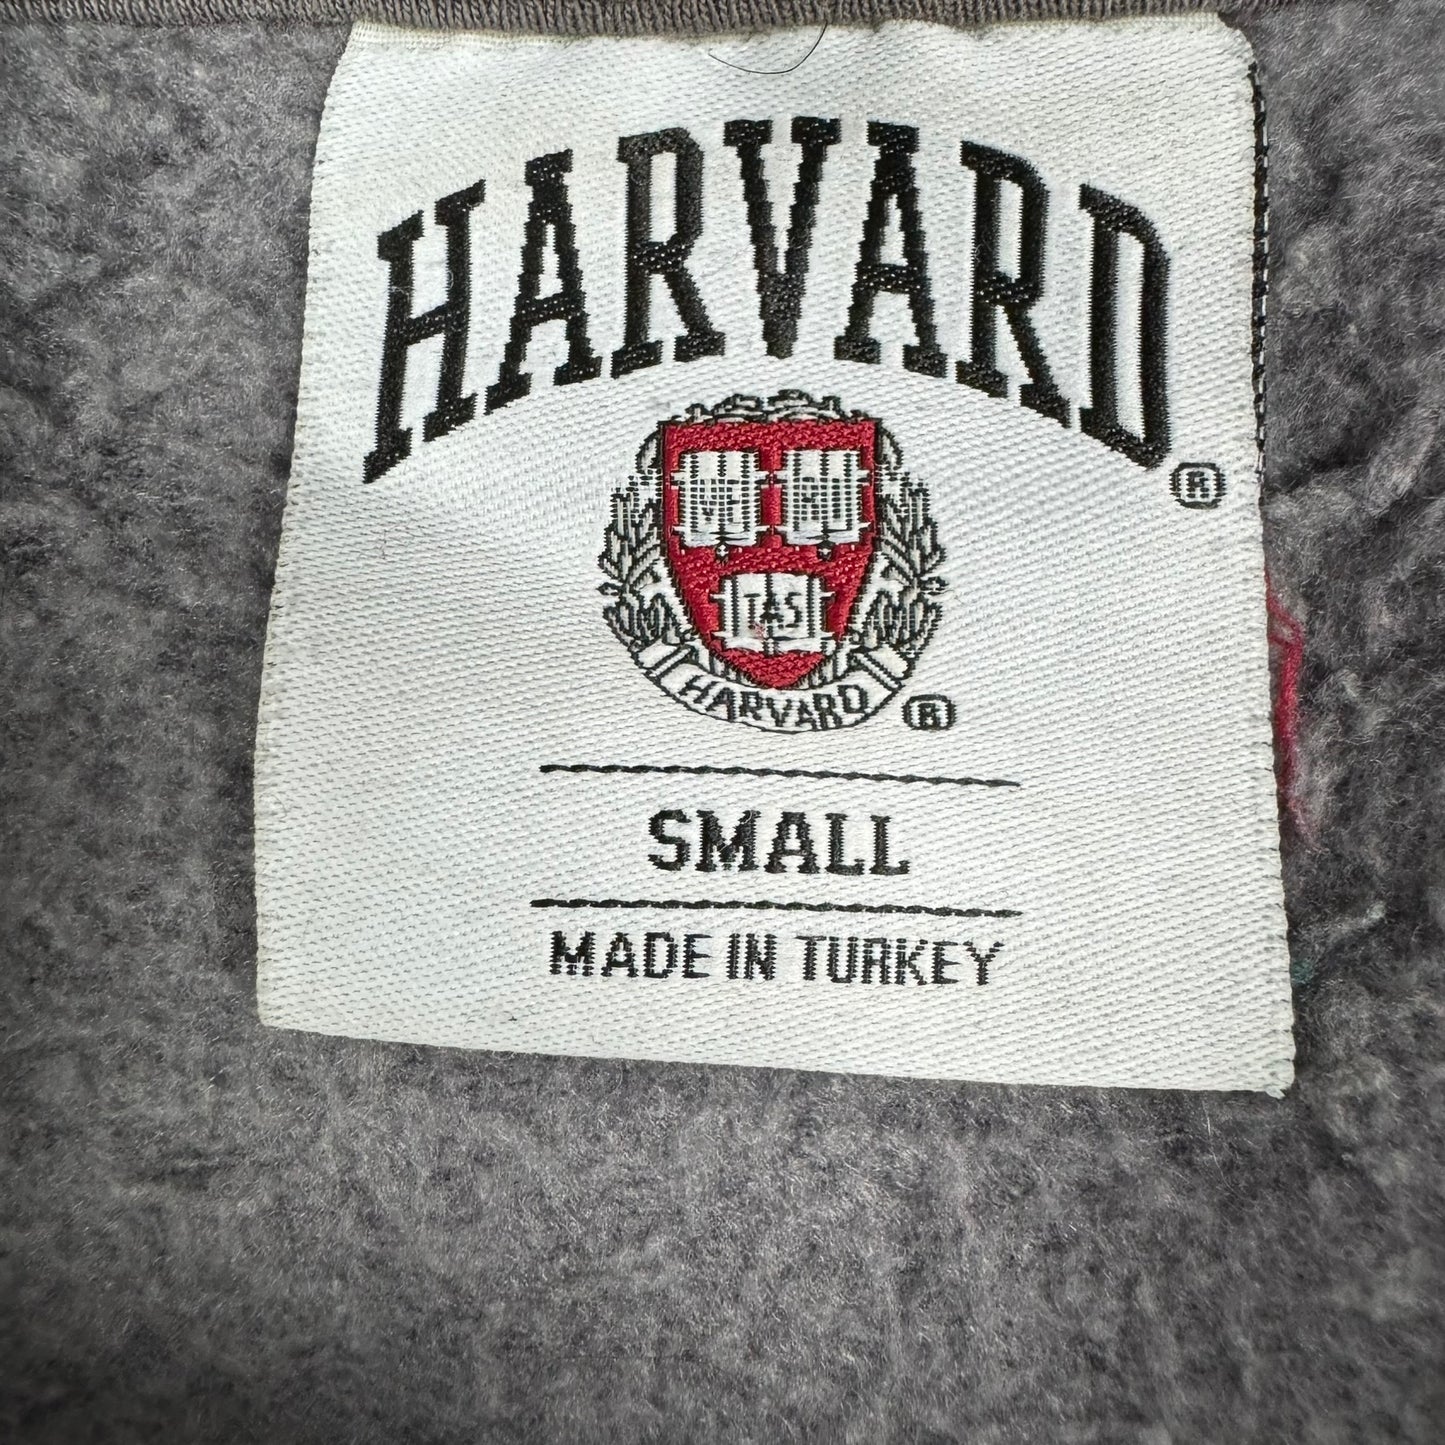 HARVARD®
VE RI
TAS
HARVARD ®
SMALL
MADE IN TURKEY